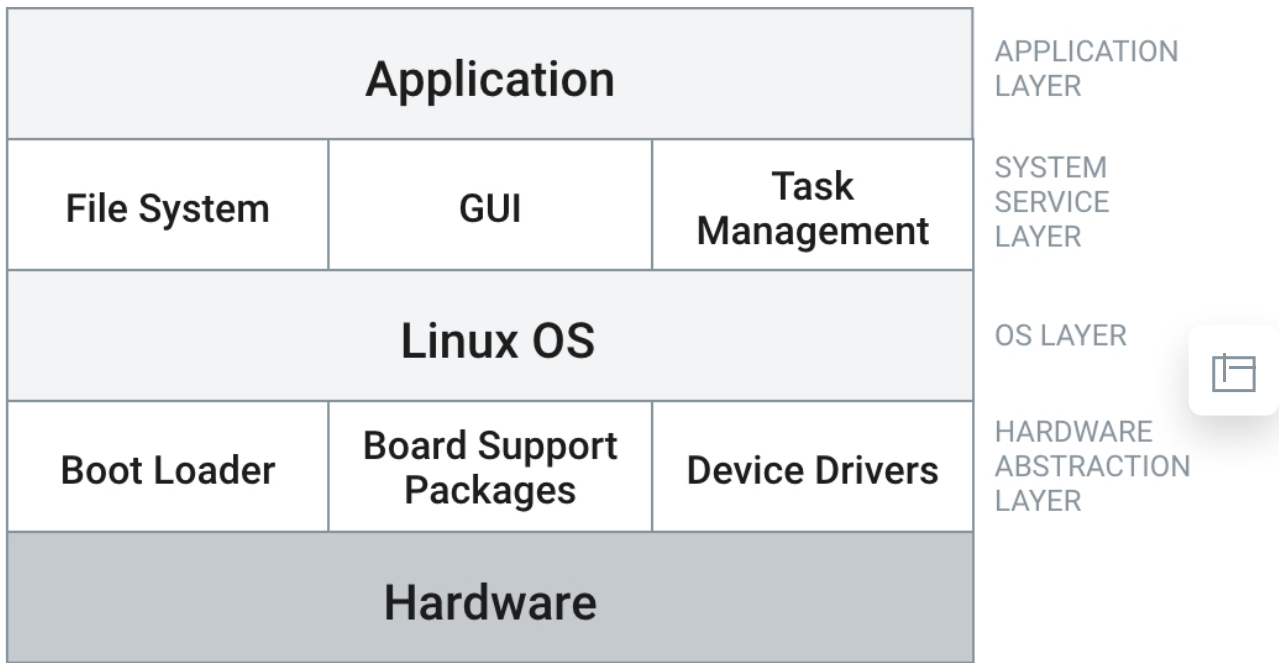 Application
APPLICATION
LAYER
File System
GUI
Task
Management
SYSTEM
SERVICE
LAYER
Linux OS
OS LAYER
Boot Loader
Board Support
Packages
Device Drivers
HARDWARE
ABSTRACTION
LAYER
Hardware